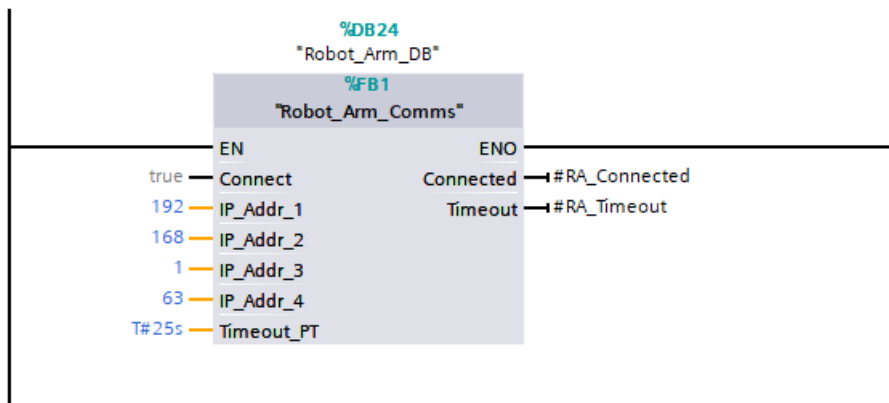 %DB24
"Robot_Arm_DB"
%FB1
"Robot_Arm_Comms"
EN ENO
true Connect Connected #RA_Connected
192 IP_Addr_1 Timeout #RA_Timeout
168 IP_Addr_2
1 IP_Addr_3
63 IP_Addr_4
T#25s Timeout_PT